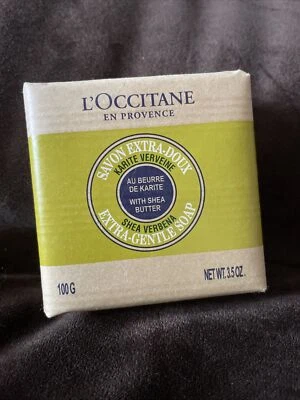 L'OCCITANE
EN PROVENCE
SAVON EXTRA-DOUX
KARITE VERVEINE
AU BEURRE
DE KARITE
WITH SHEA
BUTTER
SHEA VERBENA
EXTRA-GENTLE SOAP
100 G
NET WT. 3.5 OZ.